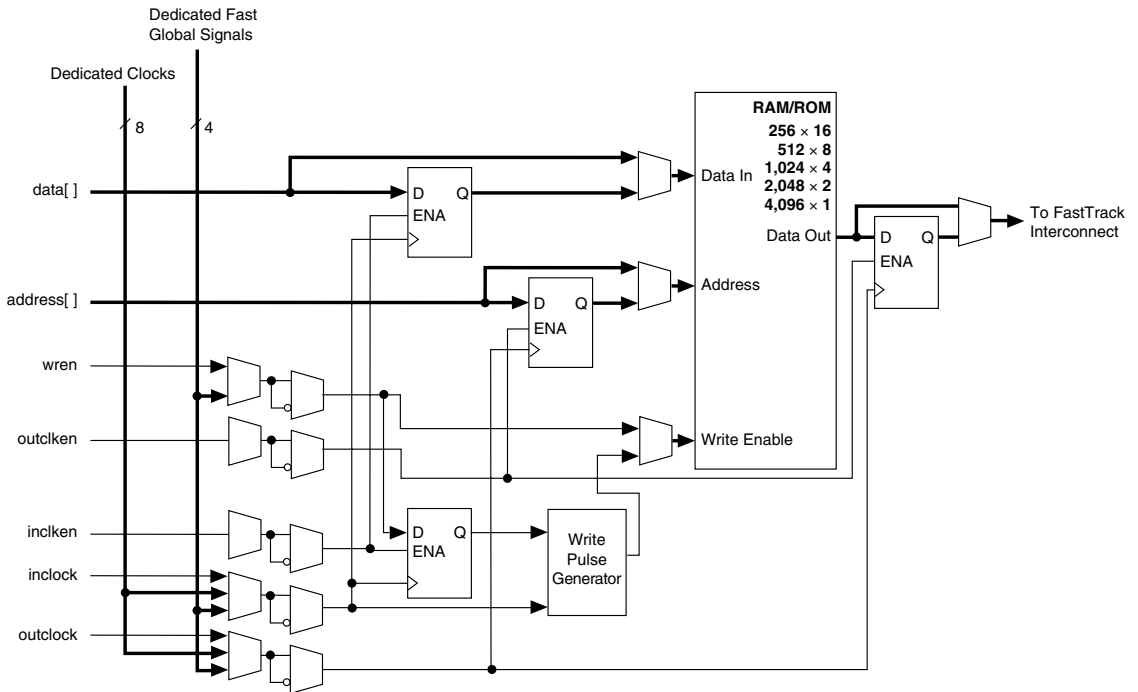 Dedicated Fast
Global Signals
Dedicated Clocks
8
4
RAM/ROM
256 × 16
512 × 8
1,024 × 4
2,048 × 2
4,096 × 1
data[ ]
D
Q
ENA
Data In
Data Out
D
Q
ENA
To FastTrack
Interconnect
address[ ]
D
Q
ENA
Address
wren
outclken
Write Enable
inclken
D
Q
ENA
Write
Pulse
Generator
inclock
outclock